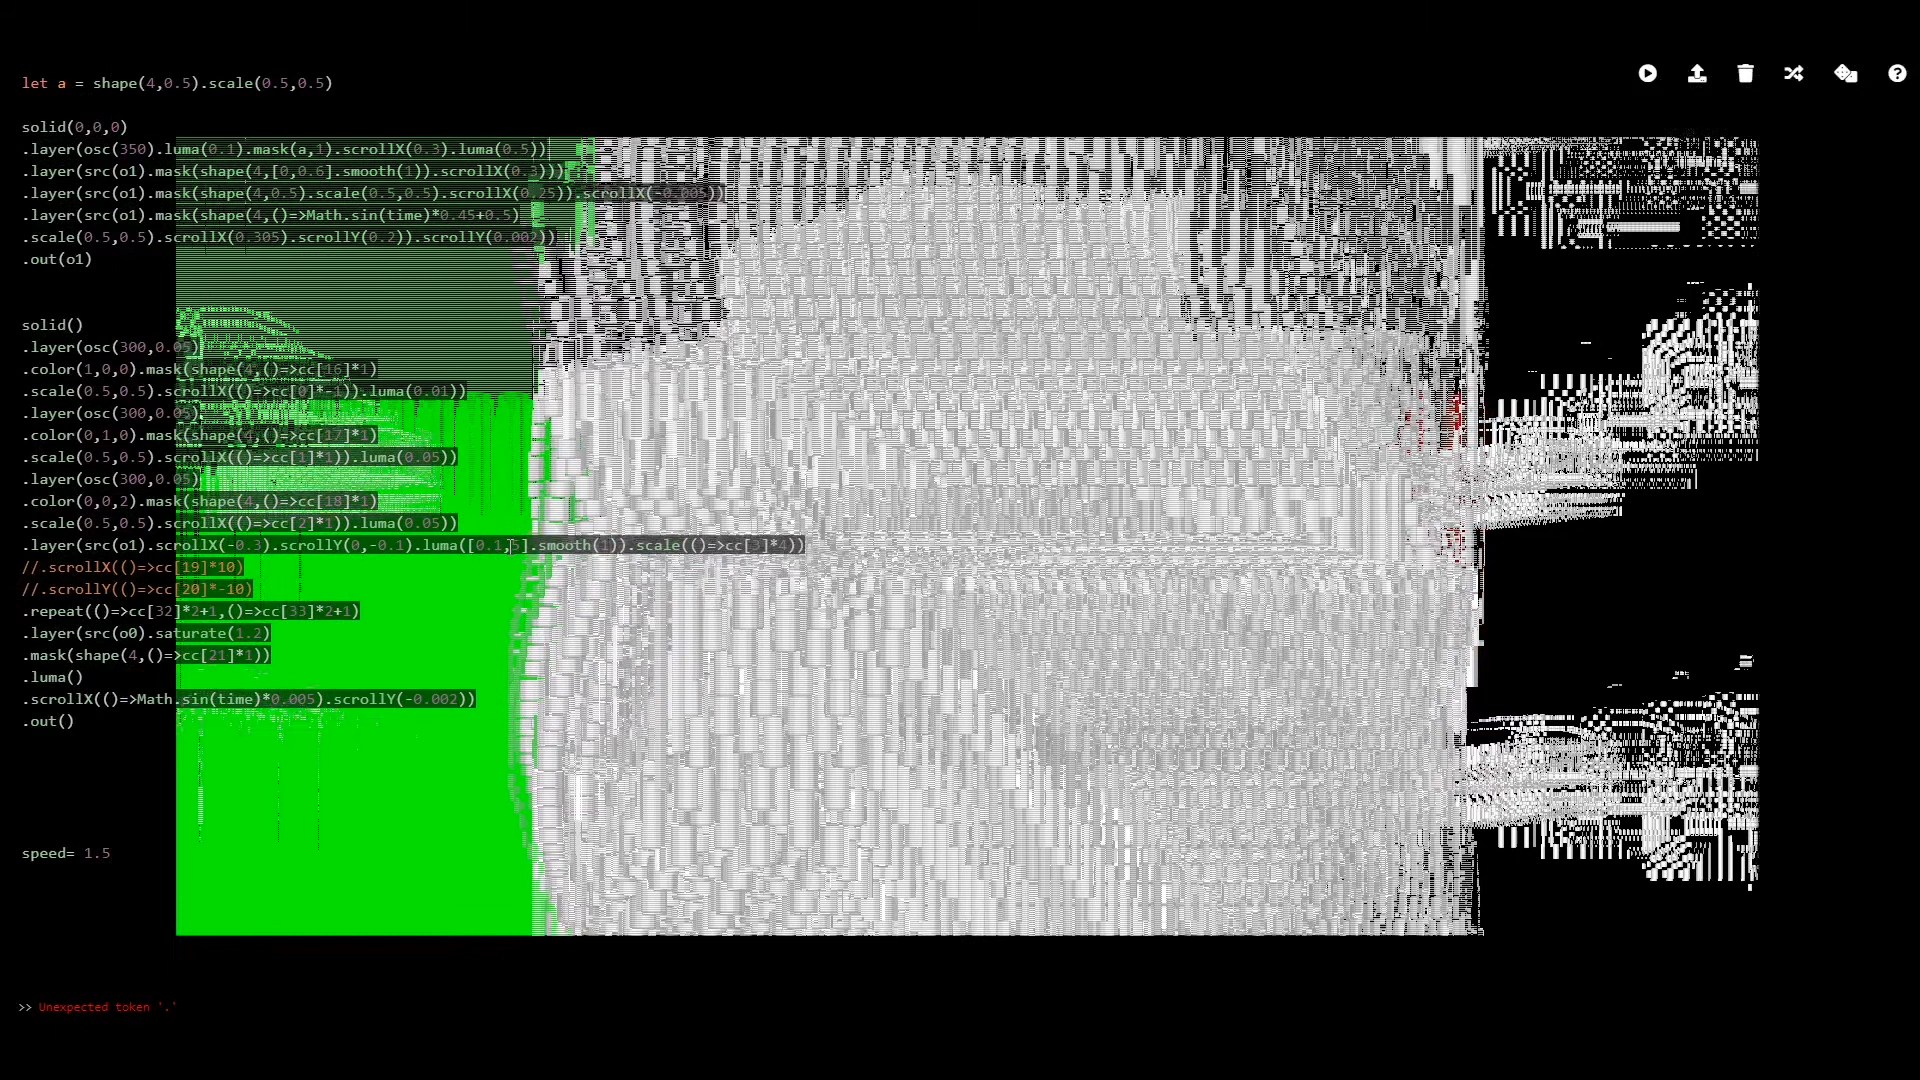 let a = shape(4,0.5).scale(0.5,0.5)
solid(0,0,0)
.layer(osc(350).luma(0.1).mask(a,1).scrollX(0.3).luma(0.5))
.layer(src(o1).mask(shape(4,[0,0.6].smooth(1)).scrollX(0.3)))
.layer(src(o1).mask(shape(4,0.5).scale(0.5,0.5).scrollX(0.25)).scrollX(-0.005))
.layer(src(o1).mask(shape(4,()=>Math.sin(time)*0.45+0.5)
.scale(0.5,0.5).scrollX(0.305).scrollY(0.2)).scrollY(0.002))
.out(o1)
solid()
.layer(osc(300,0.05)
.color(1,0,0).mask(shape(4,()=>cc[16]*1)
.scale(0.5,0.5).scrollX(()=>cc[0]*-1)).luma(0.01))
.layer(osc(300,0.05)
.color(0,1,0).mask(shape(4,()=>cc[17]*1)
.scale(0.5,0.5).scrollX(()=>cc[1]*1)).luma(0.05))
.layer(osc(300,0.05)
.color(0,0,2).mask(shape(4,()=>cc[18]*1)
.scale(0.5,0.5).scrollX(()=>cc[2]*1)).luma(0.05))
.layer(src(o1).scrollX(-0.3).scrollY(0,-0.1).luma([0.1,5].smooth(1)).scale(()=>cc[3]*4))
//.scrollX(()=>cc[19]*10)
//.scrollY(()=>cc[20]*-10)
.repeat(()=>cc[32]*2+1,()=>cc[33]*2+1)
.layer(src(o0).saturate(1.2)
.mask(shape(4,()=>cc[21]*1))
.luma()
.scrollX(()=>Math.sin(time)*0.005).scrollY(-0.002))
.out()
speed= 1.5
>> Unexpected token '.'